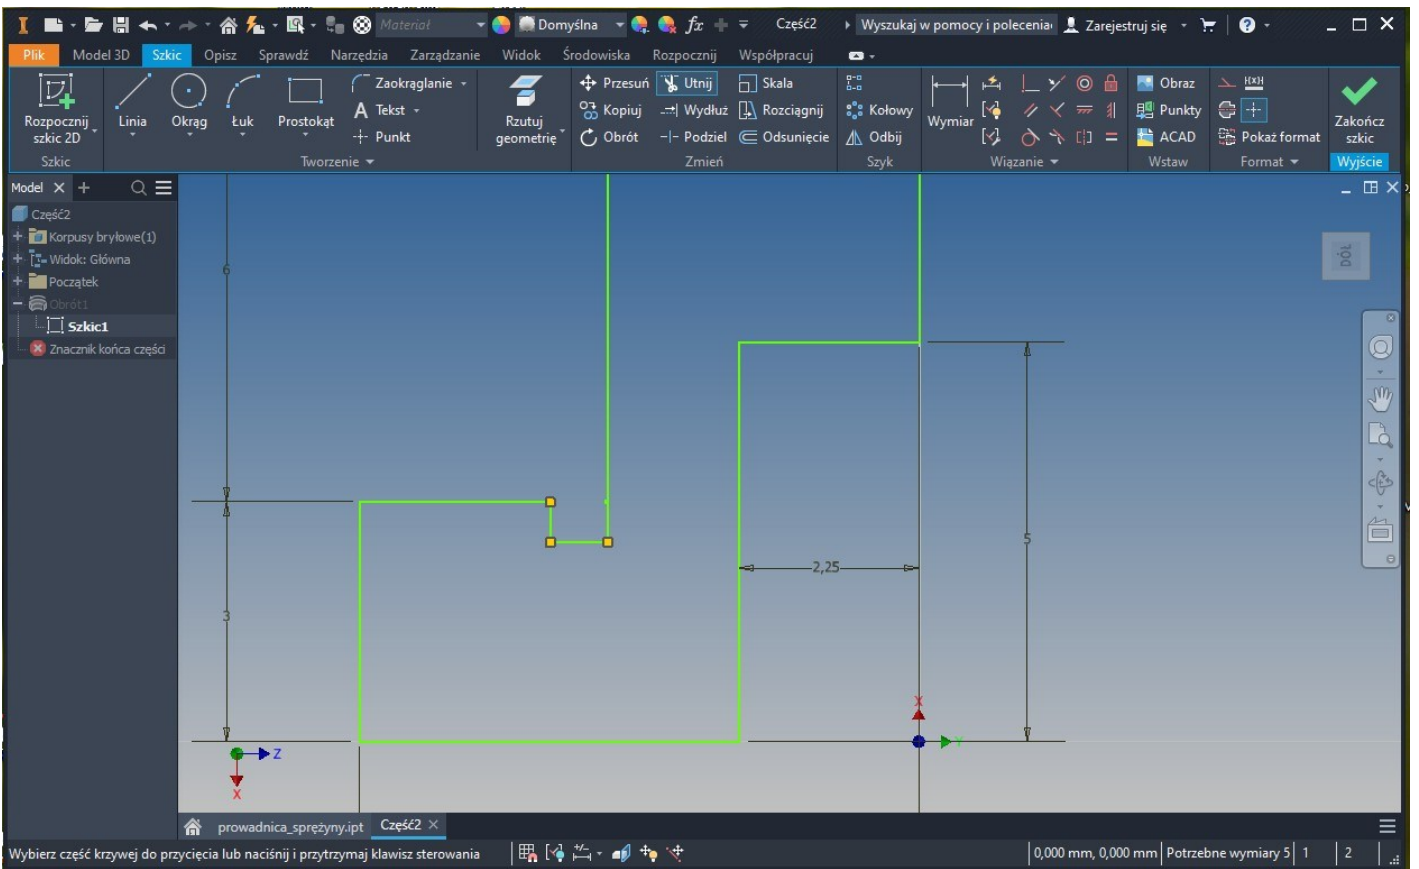 Materiał
Domyślna
fx
Część2
Wyszukaj w pomocy i polecenia
Zarejestruj się
Plik Model 3D Szkic Opisz Sprawdź Narzędzia Zarządzanie Widok Środowiska Rozpocznij Współpracuj
Rozpocznij szkic 2D
Linia
Okrąg
Łuk
Prostokąt
Zaokrąglanie
Tekst
Punkt
Rzutuj geometrię
Przesuń
Kopiuj
Obrót
Utnij
Wydłuż
Podziel
Skala
Rozciągnij
Odsunięcie
Kołowy
Odbij
Wymiar
Obraz
Punkty
ACAD
Pokaż format
Zakończ szkic
Szkic Tworzenie Zmień Szyk Wiązanie Wstaw Format Wyjście
Model
Część2
Korpusy bryłowe(1)
Widok: Główna
Początek
Obrót1
Szkic1
Znacznik końca części
6
3
2,25
5
DÓŁ
Z
X
X
Y
prowadnica_sprężyny.ipt Część2
Wybierz część krzywej do przycięcia lub naciśnij i przytrzymaj klawisz sterowania
0,000 mm, 0,000 mm Potrzebne wymiary 5 1 2